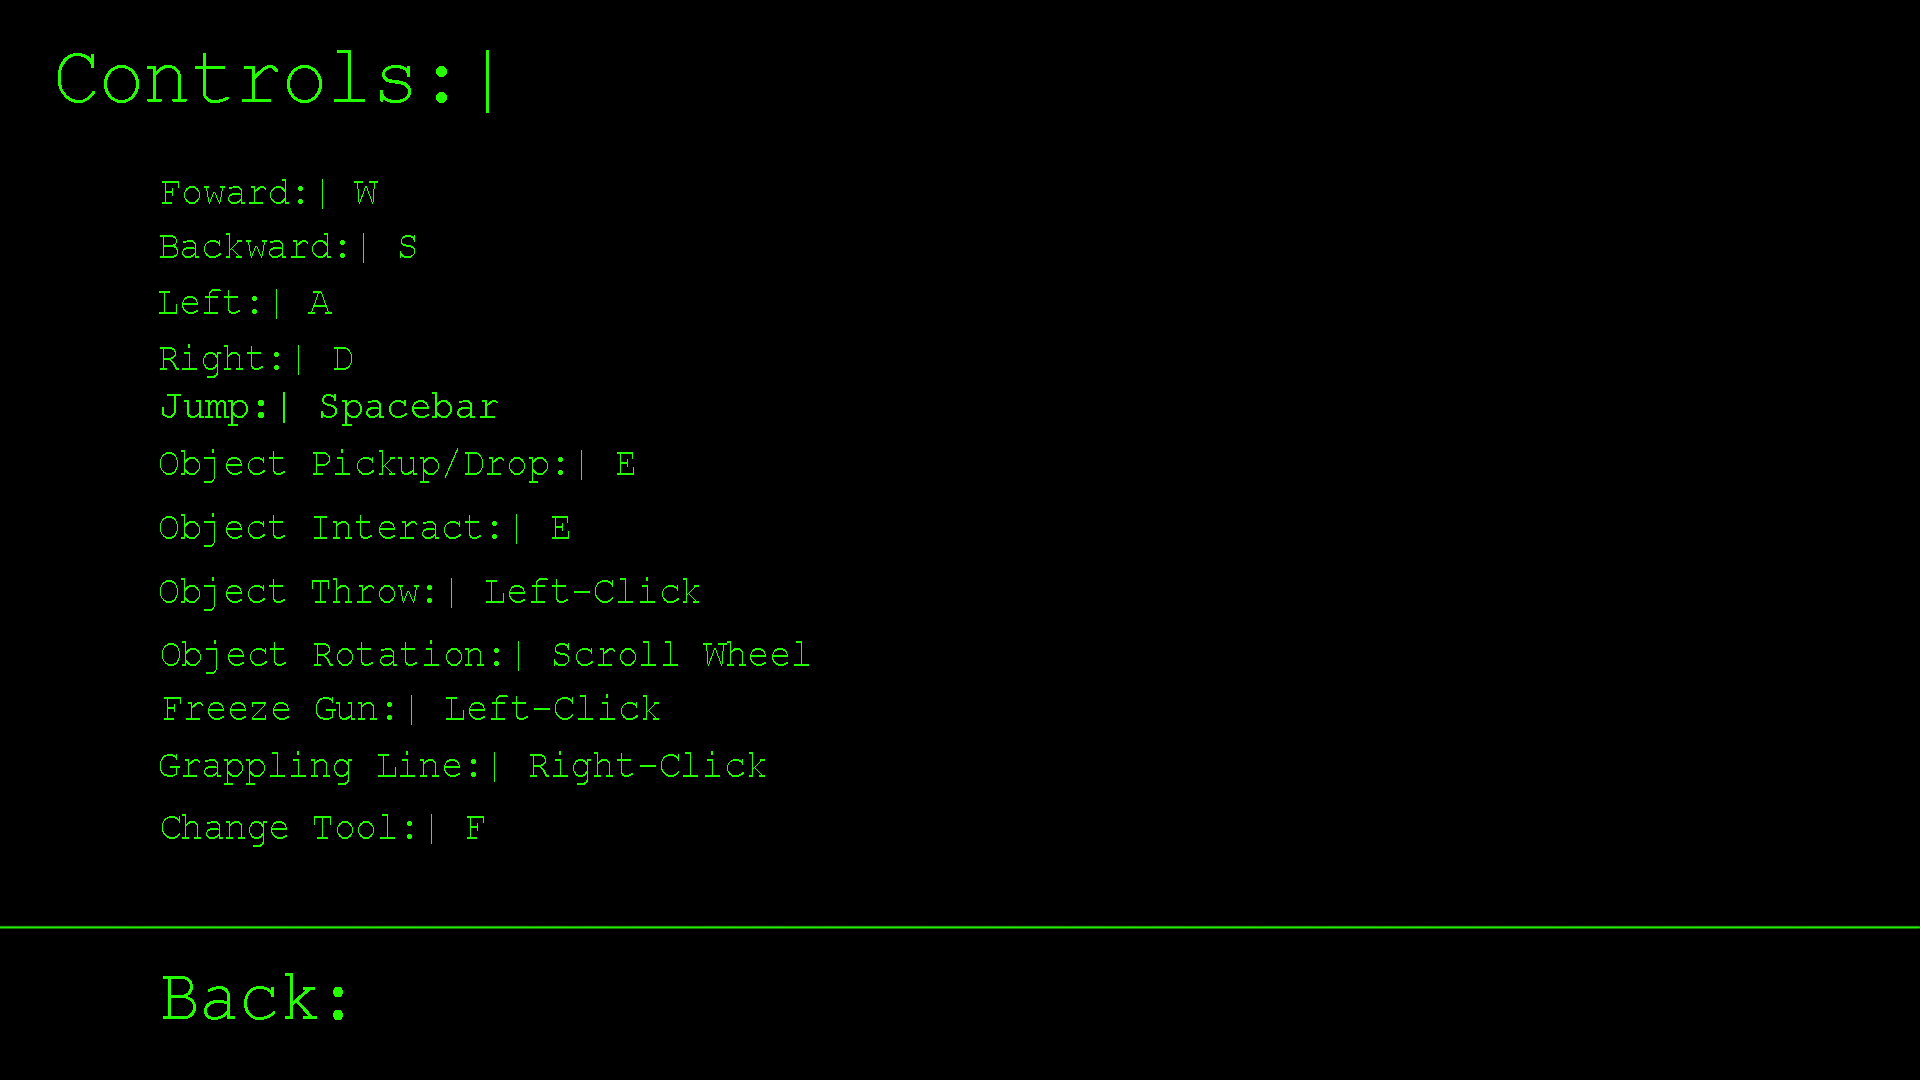 Controls:|
Foward:| W
Backward:| S
Left:| A
Right:| D
Jump:| Spacebar
Object Pickup/Drop:| E
Object Interact:| E
Object Throw:| Left-Click
Object Rotation:| Scroll Wheel
Freeze Gun:| Left-Click
Grappling Line:| Right-Click
Change Tool:| F
Back: